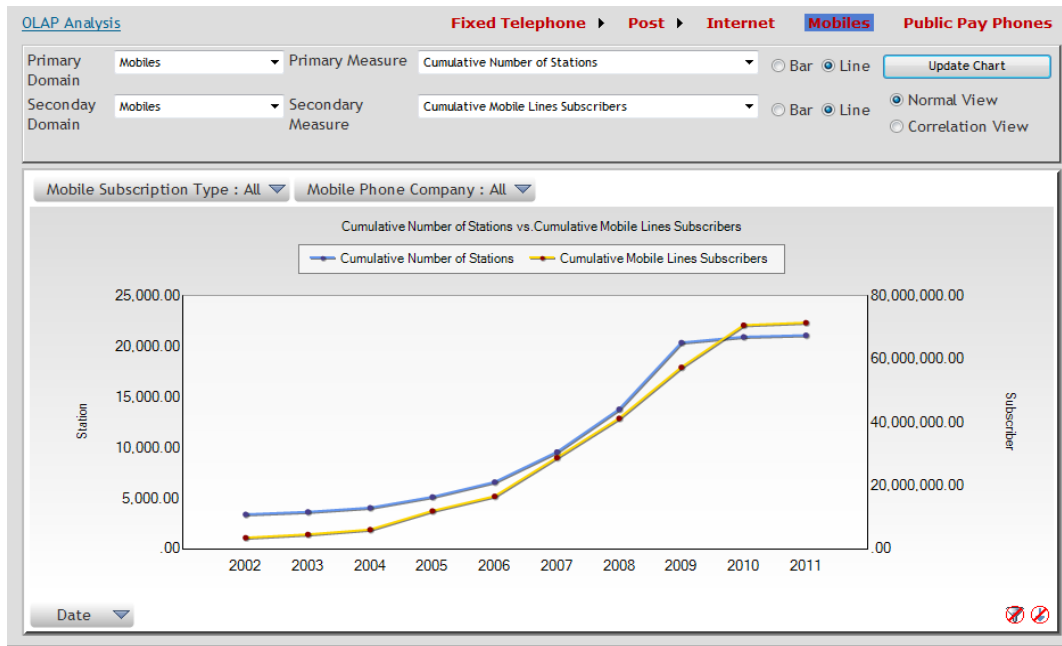 OLAP Analysis
Fixed Telephone Post Internet Mobiles Public Pay Phones
Primary Domain
Mobiles
Primary Measure
Cumulative Number of Stations
Bar Line
Update Chart
Seconday Domain
Mobiles
Secondary Measure
Cumulative Mobile Lines Subscribers
Bar Line
Normal View
Correlation View
Mobile Subscription Type : All
Mobile Phone Company : All
Cumulative Number of Stations vs.Cumulative Mobile Lines Subscribers
Cumulative Number of Stations
Cumulative Mobile Lines Subscribers
25,000.00
20,000.00
15,000.00
10,000.00
5,000.00
.00
Station
80,000,000.00
60,000,000.00
40,000,000.00
20,000,000.00
.00
Subscriber
2002 2003 2004 2005 2006 2007 2008 2009 2010 2011
Date